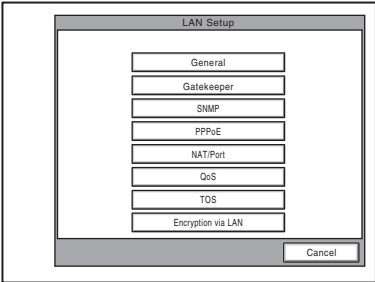 LAN Setup
General
Gatekeeper
SNMP
PPPoE
NAT/Port
QoS
TOS
Encryption via LAN
Cancel